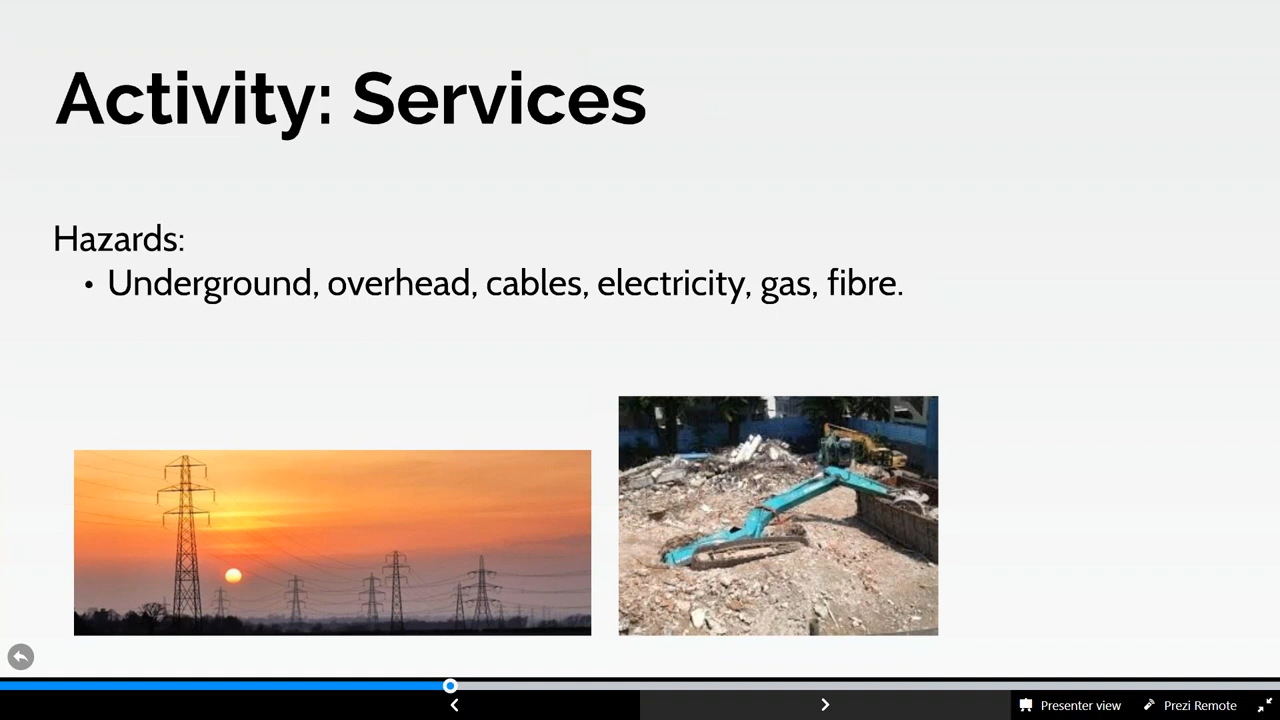 Activity: Services
Hazards:
• Underground, overhead, cables, electricity, gas, fibre.
Presenter view
Prezi Remote